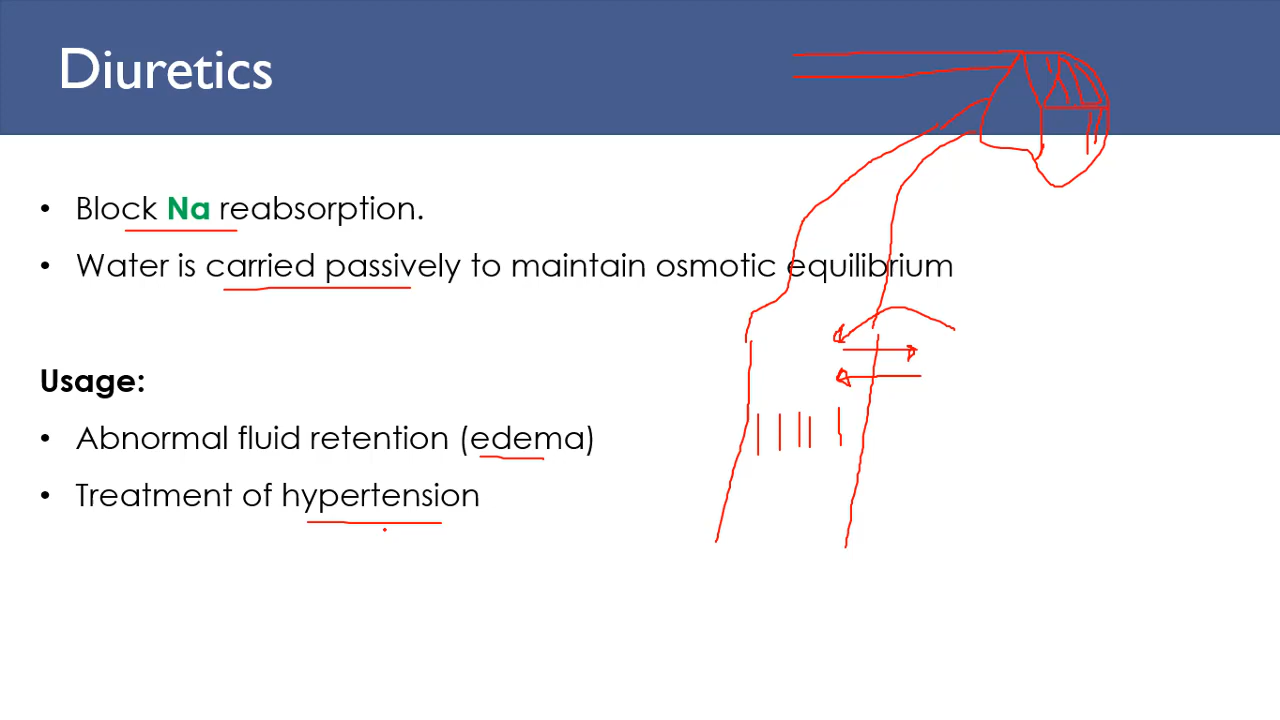 Diuretics
• Block Na reabsorption.
• Water is carried passively to maintain osmotic equilibrium
Usage:
• Abnormal fluid retention (edema)
• Treatment of hypertension